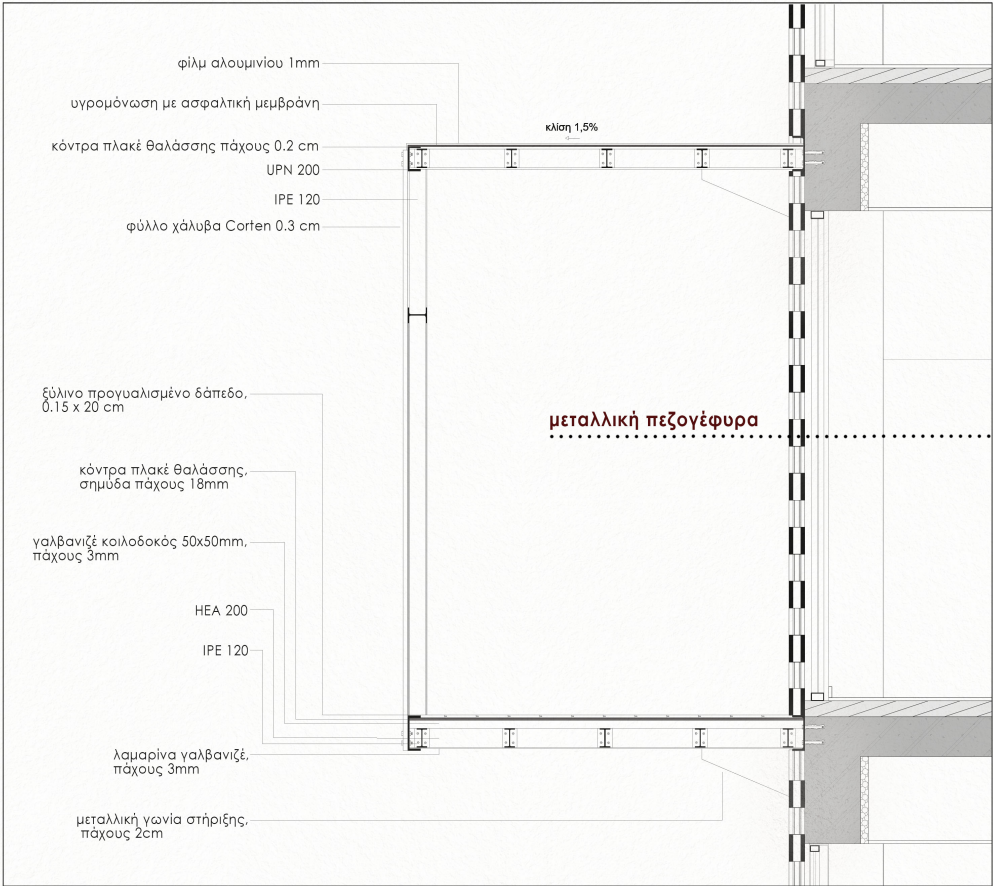 φίλμ αλουμινίου 1mm
υγρομόνωση με ασφαλτική μεμβράνη
κλίση 1,5%
κόντρα πλακέ θαλάσσης πάχους 0.2 cm
UPN 200
IPE 120
φύλλο χάλυβα Corten 0.3 cm
ξύλινο προγυαλισμένο δάπεδο,
0.15 x 20 cm
μεταλλική πεζογέφυρα
κόντρα πλακέ θαλάσσης,
σημύδα πάχους 18mm
γαλβανιζέ κοιλοδοκός 50x50mm,
πάχους 3mm
HEA 200
IPE 120
λαμαρίνα γαλβανιζέ,
πάχους 3mm
μεταλλική γωνία στήριξης,
πάχους 2cm